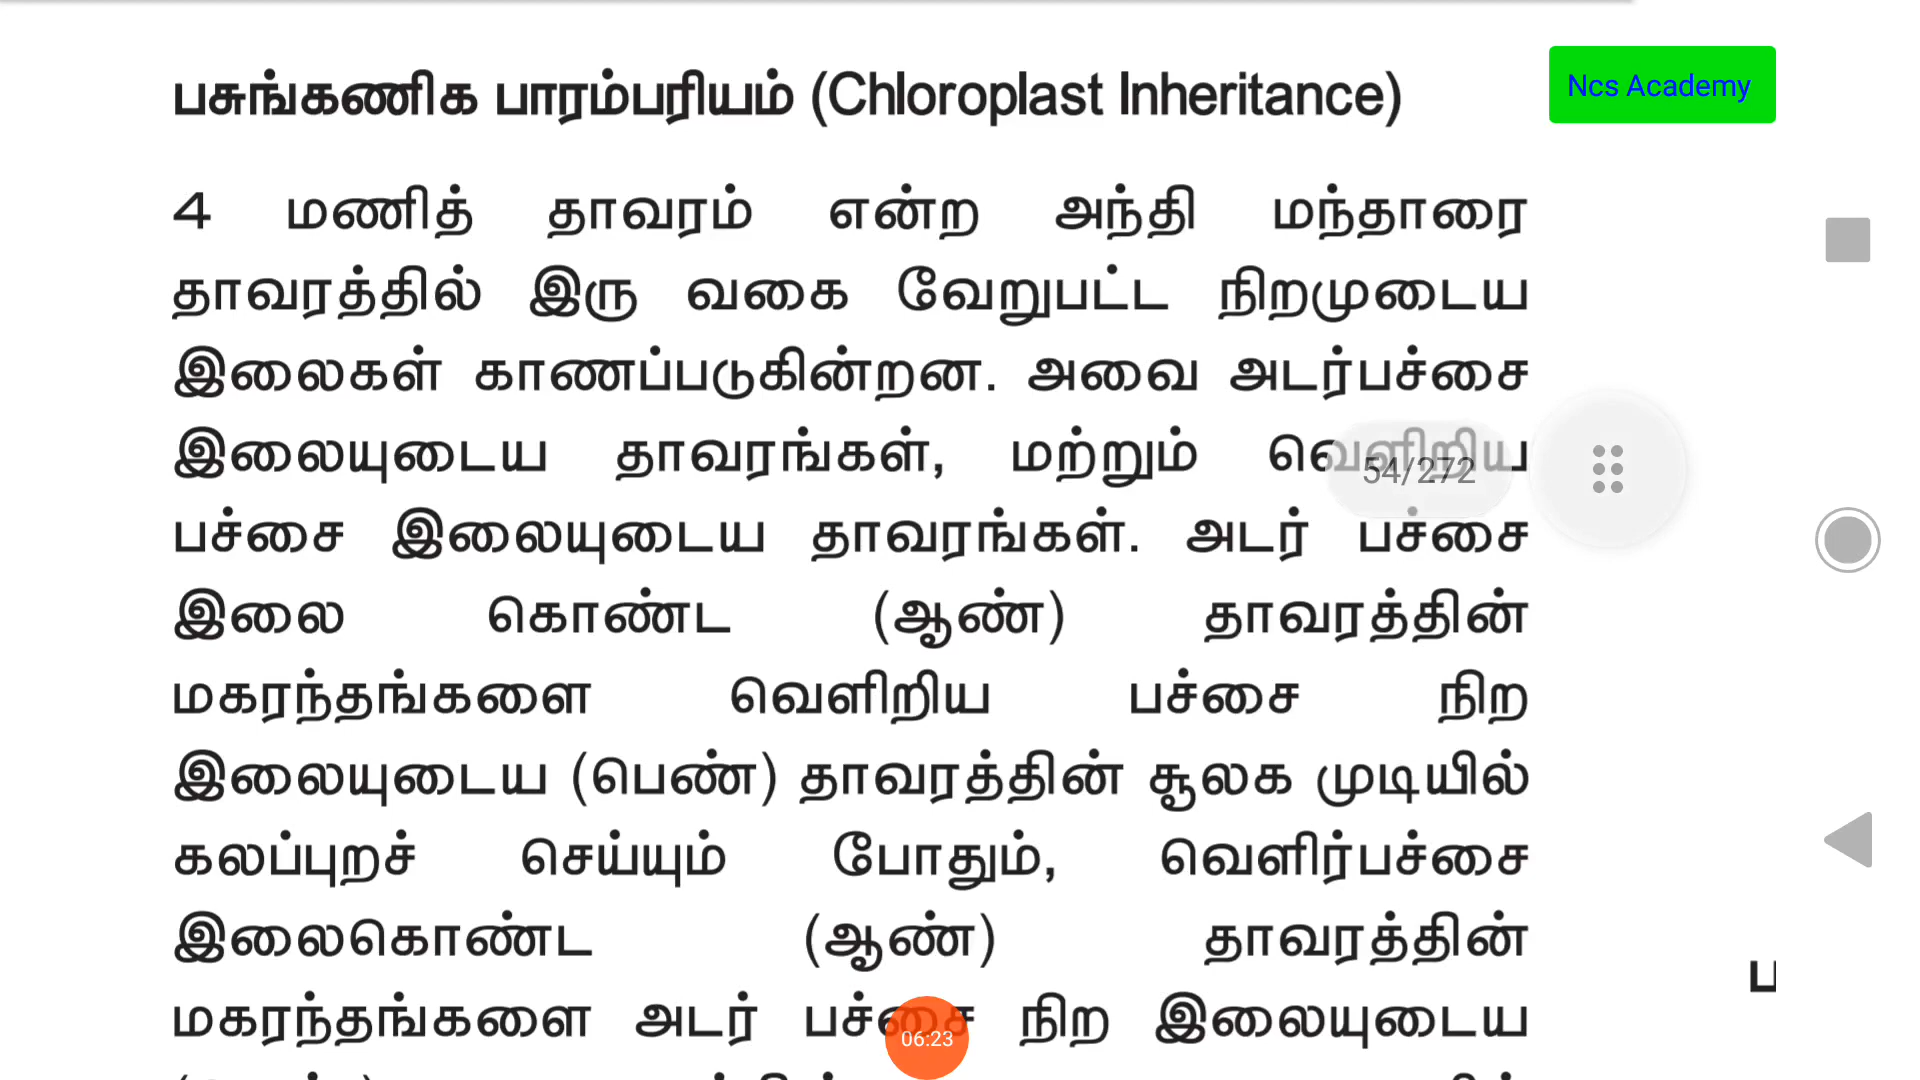 பசுங்கணிக பாரம்பரியம் (Chloroplast Inheritance)
Ncs Academy
4 மணித் தாவரம் என்ற அந்தி மந்தாரை
தாவரத்தில் இரு வகை வேறுபட்ட நிறமுடைய
இலைகள் காணப்படுகின்றன. அவை அடர்பச்சை
இலையுடைய தாவரங்கள், மற்றும் வெளிறிய
54/272
பச்சை இலையுடைய தாவரங்கள். அடர் பச்சை
இலை கொண்ட (ஆண்) தாவரத்தின்
மகரந்தங்களை வெளிறிய பச்சை நிற
இலையுடைய (பெண்) தாவரத்தின் சூலக முடியில்
கலப்புறச் செய்யும் போதும், வெளிர்பச்சை
இலைகொண்ட (ஆண்) தாவரத்தின்
மகரந்தங்களை அடர் பச்சை நிற இலையுடைய
06:23